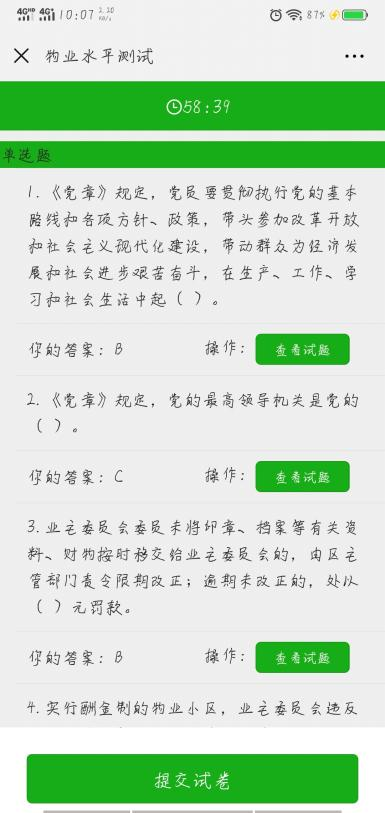 4G HD 4G 10:07 2.20 KB/s 87%
物业水平测试
58:39
单选题
1.《党章》规定，党员要贯彻执行党的基本
路线和各项方针、政策，带头参加改革开放
和社会主义现代化建设，带动群众为经济发
展和社会进步艰苦奋斗，在生产、工作、学
习和社会生活中起（ ）。
你的答案：B 操作： 查看试题
2.《党章》规定，党的最高领导机关是党的
（ ）。
你的答案：C 操作： 查看试题
3.业主委员会委员未将印章、档案等有关资
料、财物按时移交给业主委员会的，由区主
管部门责令限期改正；逾期未改正的，处以
（ ）元罚款。
你的答案：B 操作： 查看试题
4.实行酬金制的物业小区，业主委员会违反
提交试卷